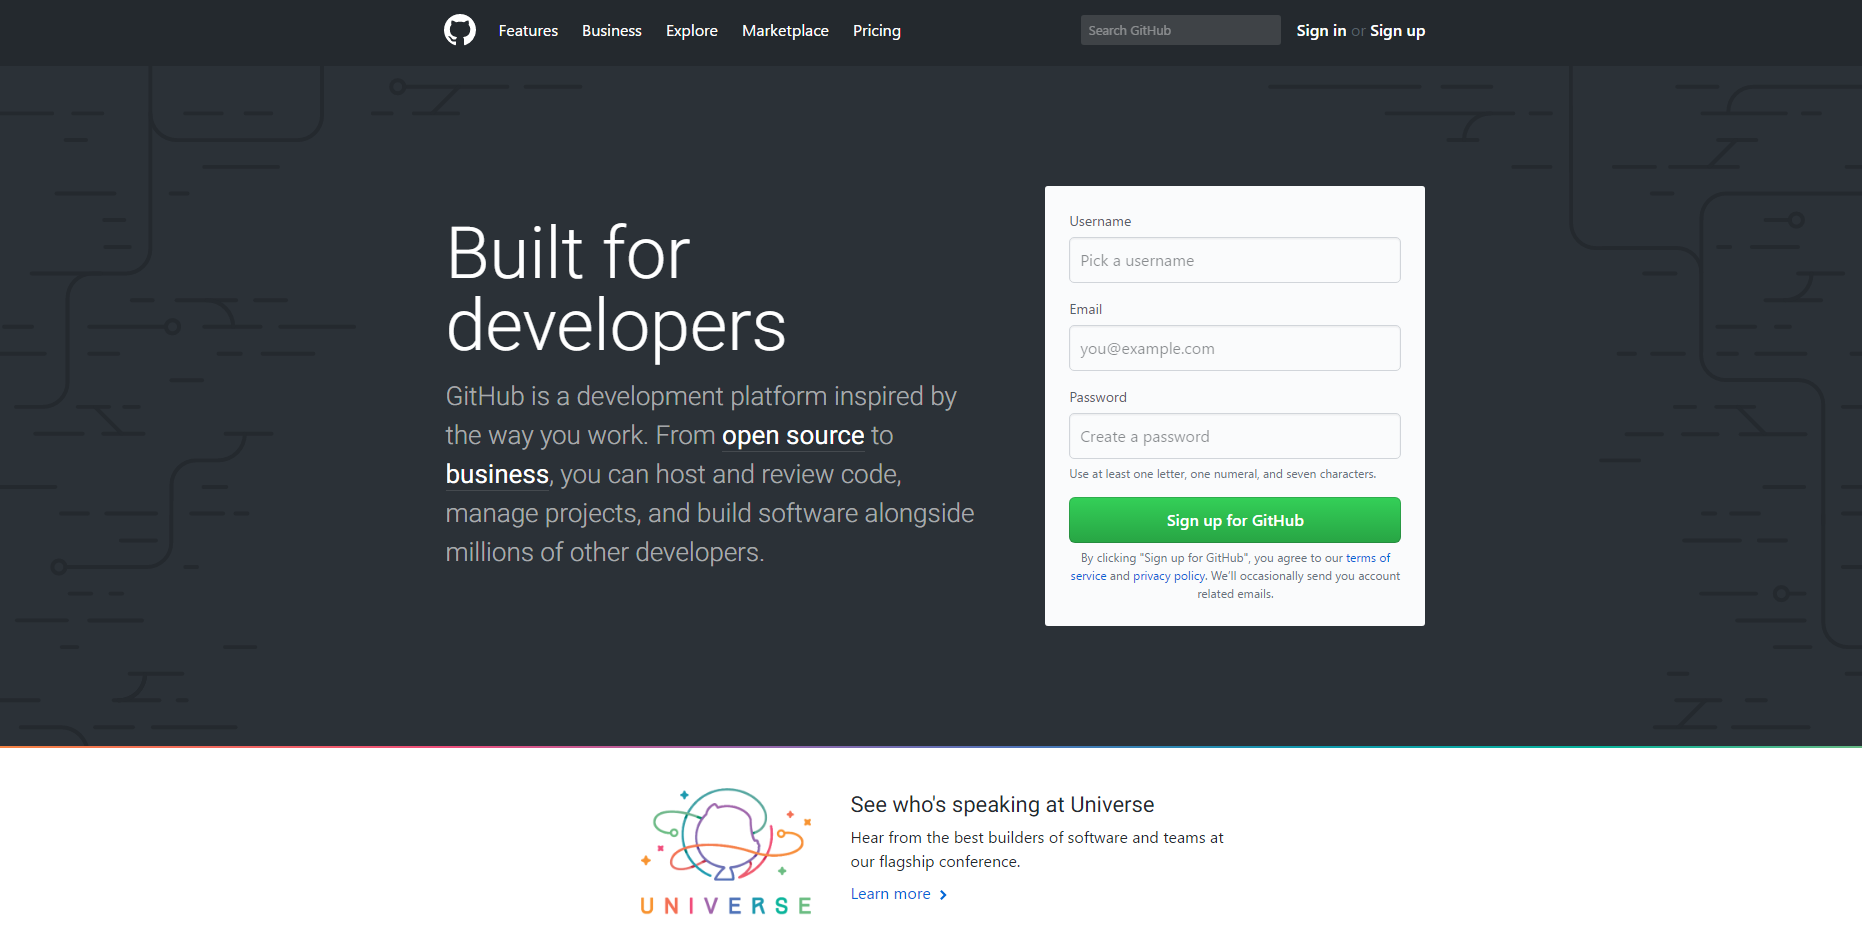 Features Business Explore Marketplace Pricing Search GitHub Sign in or Sign up
Built for
developers
GitHub is a development platform inspired by
the way you work. From open source to
business, you can host and review code,
manage projects, and build software alongside
millions of other developers.
Username
Pick a username
Email
you@example.com
Password
Create a password
Use at least one letter, one numeral, and seven characters.
Sign up for GitHub
By clicking "Sign up for GitHub", you agree to our terms of
service and privacy policy. We'll occasionally send you account
related emails.
UNIVERSE
See who's speaking at Universe
Hear from the best builders of software and teams at
our flagship conference.
Learn more